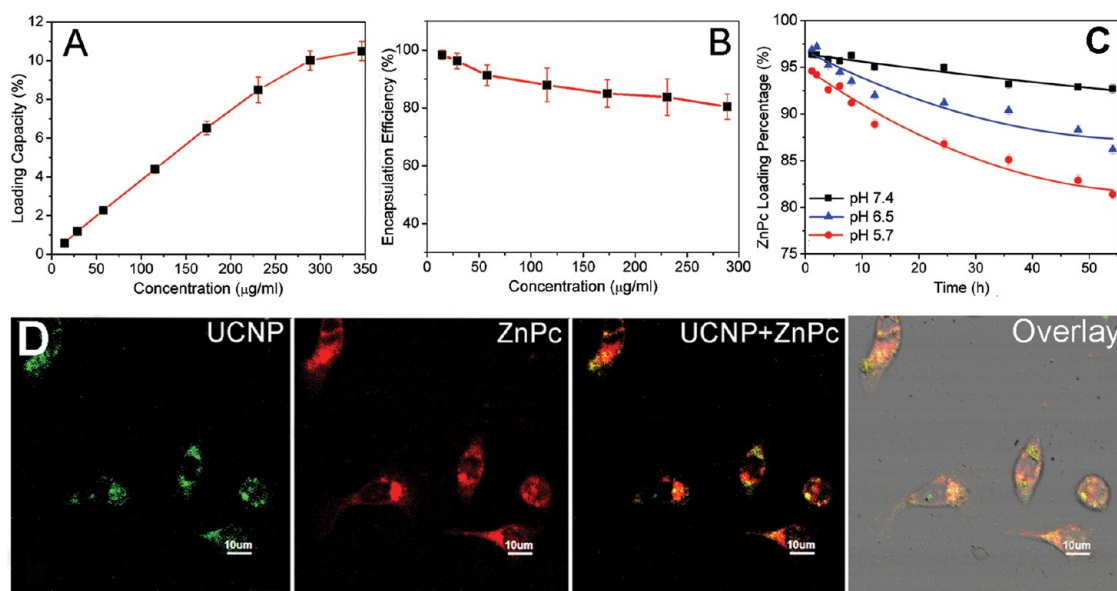 A
Loading Capacity (%)
12
10
8
6
4
2
0
0 50 100 150 200 250 300 350
Concentration (μg/ml)
B
Encapsulation Efficiency (%)
100
80
60
40
0 50 100 150 200 250 300
Concentration (μg/ml)
C
ZnPc Loading Percentage (%)
100
95
90
85
80
75
pH 7.4
pH 6.5
pH 5.7
0 10 20 30 40 50
Time (h)
D
UCNP
10um
ZnPc
10um
UCNP+ZnPc
10um
Overlay
10um